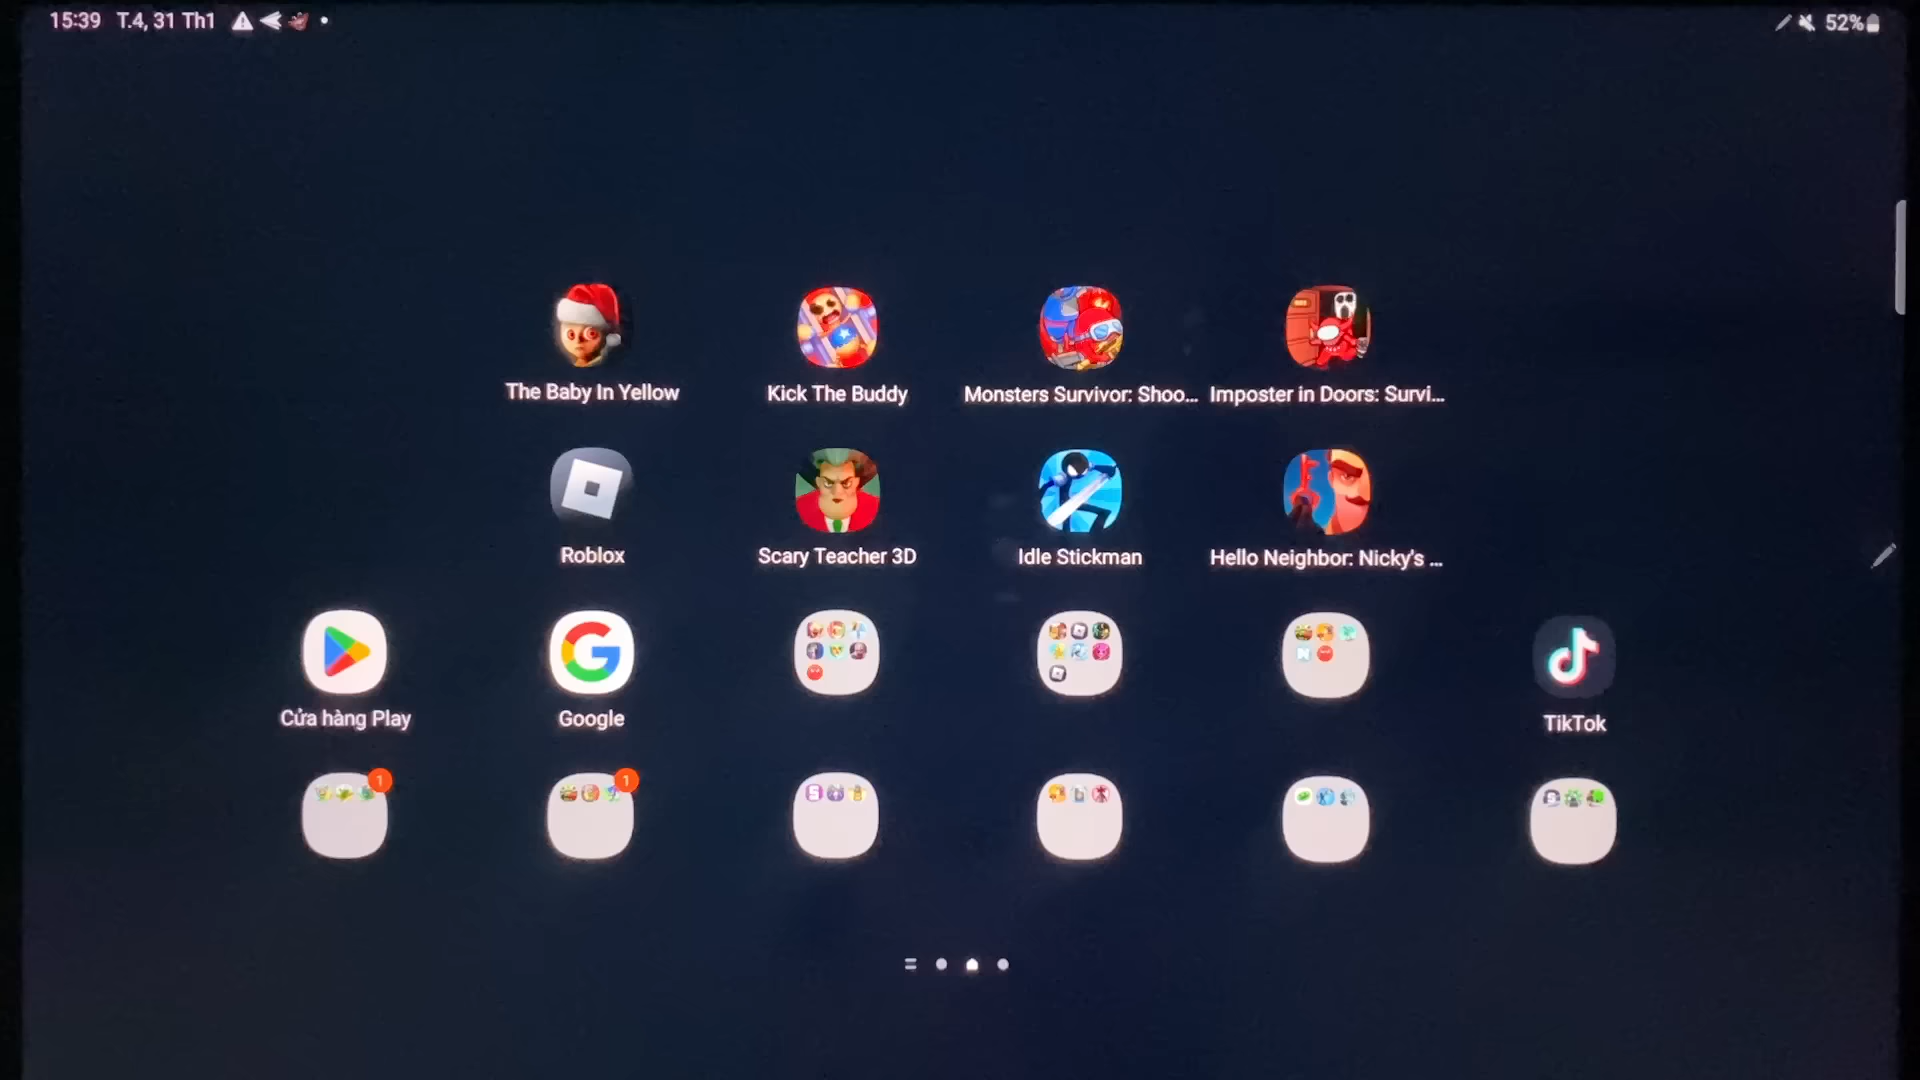 15:39 T.4, 31 Th1
52%
The Baby In Yellow
Kick The Buddy
Monsters Survivor: Shoo...
Imposter in Doors: Survi...
Roblox
Scary Teacher 3D
Idle Stickman
Hello Neighbor: Nicky's ...
Cửa hàng Play
Google
TikTok
1
1